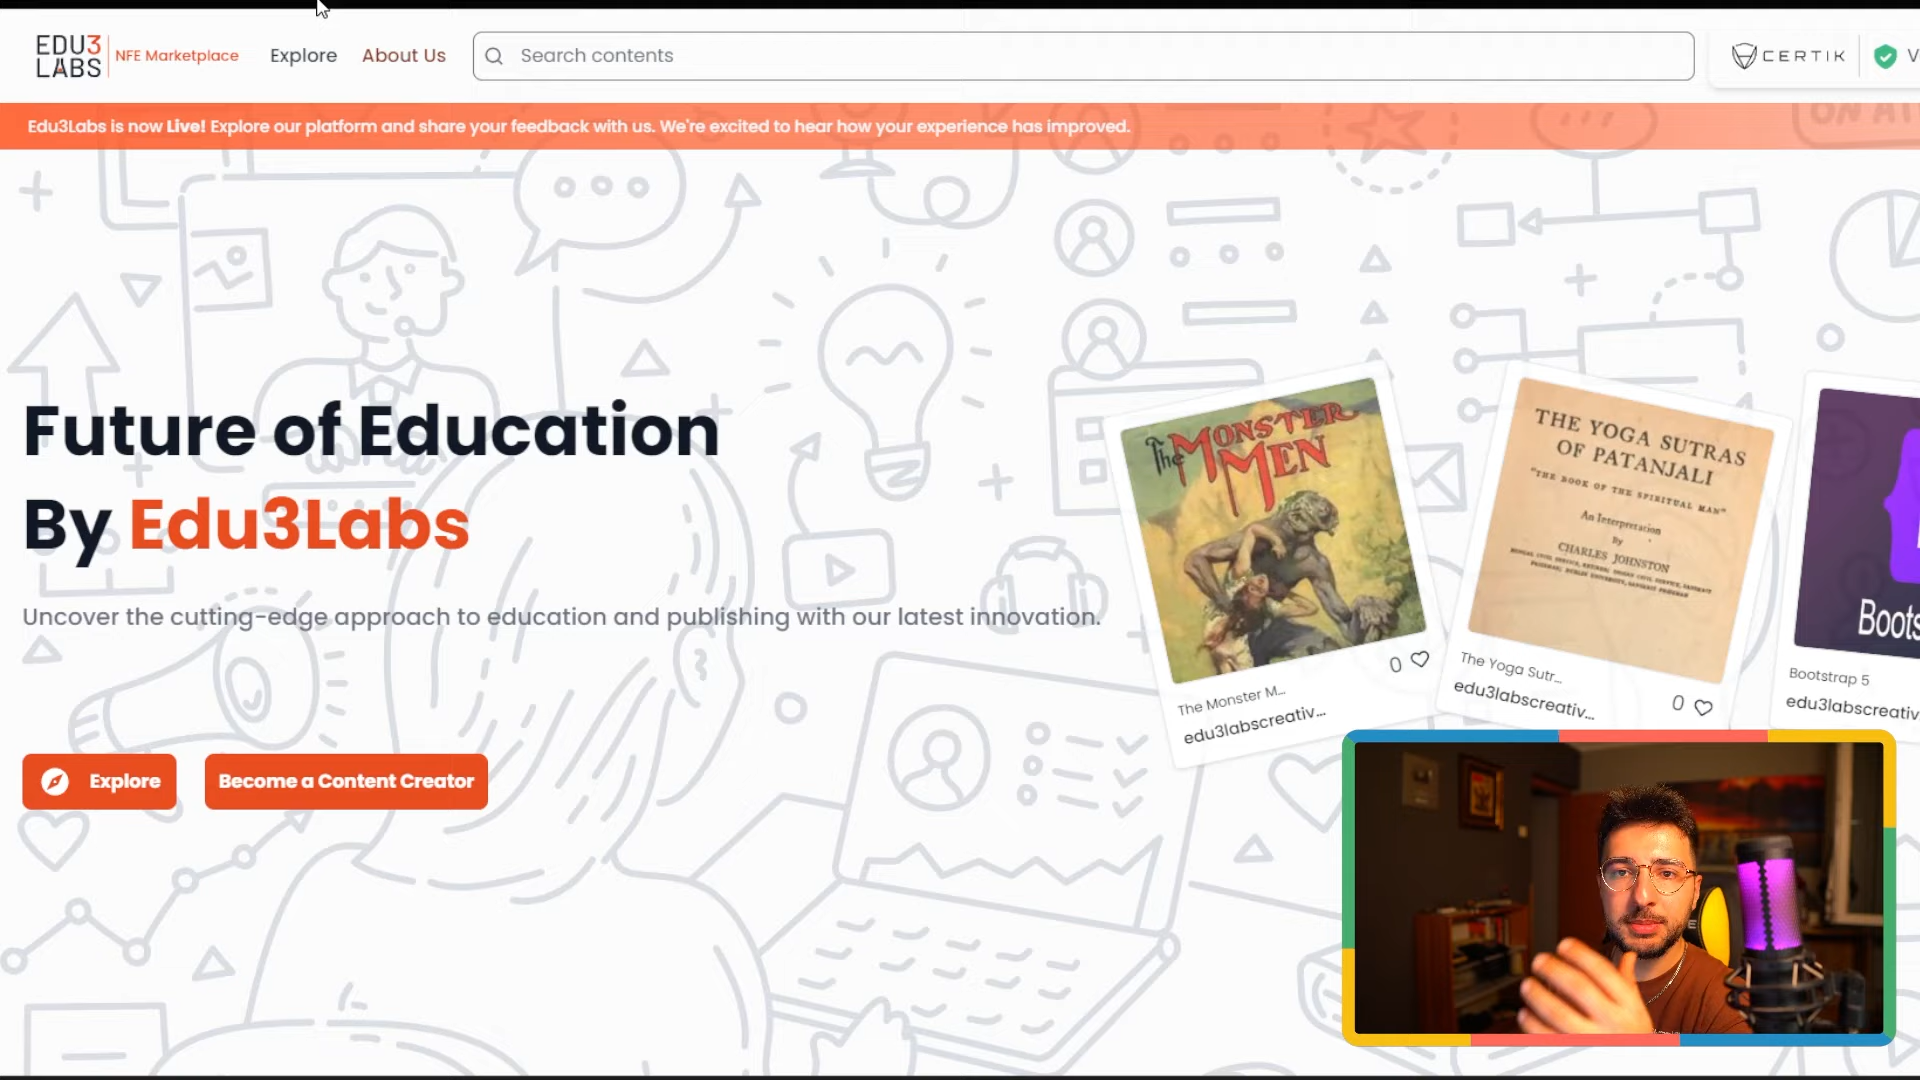 EDU3 LABS
NFE Marketplace
Explore
About Us
Search contents
CERTIK
Edu3Labs is now Live! Explore our platform and share your feedback with us. We're excited to hear how your experience has improved.
ON AI
Future of Education
By Edu3Labs
Uncover the cutting-edge approach to education and publishing with our latest innovation.
Explore
Become a Content Creator
The MONSTER MEN
0
The Monster M...
edu3labscreativ...
THE YOGA SUTRAS
OF PATANJALI
"THE BOOK OF THE SPIRITUAL MAN"
An Interpretation
By
CHARLES JOHNSTON
The Yoga Sutr...
0
edu3labscreativ...
Boots
Bootstrap 5
edu3labscreativ